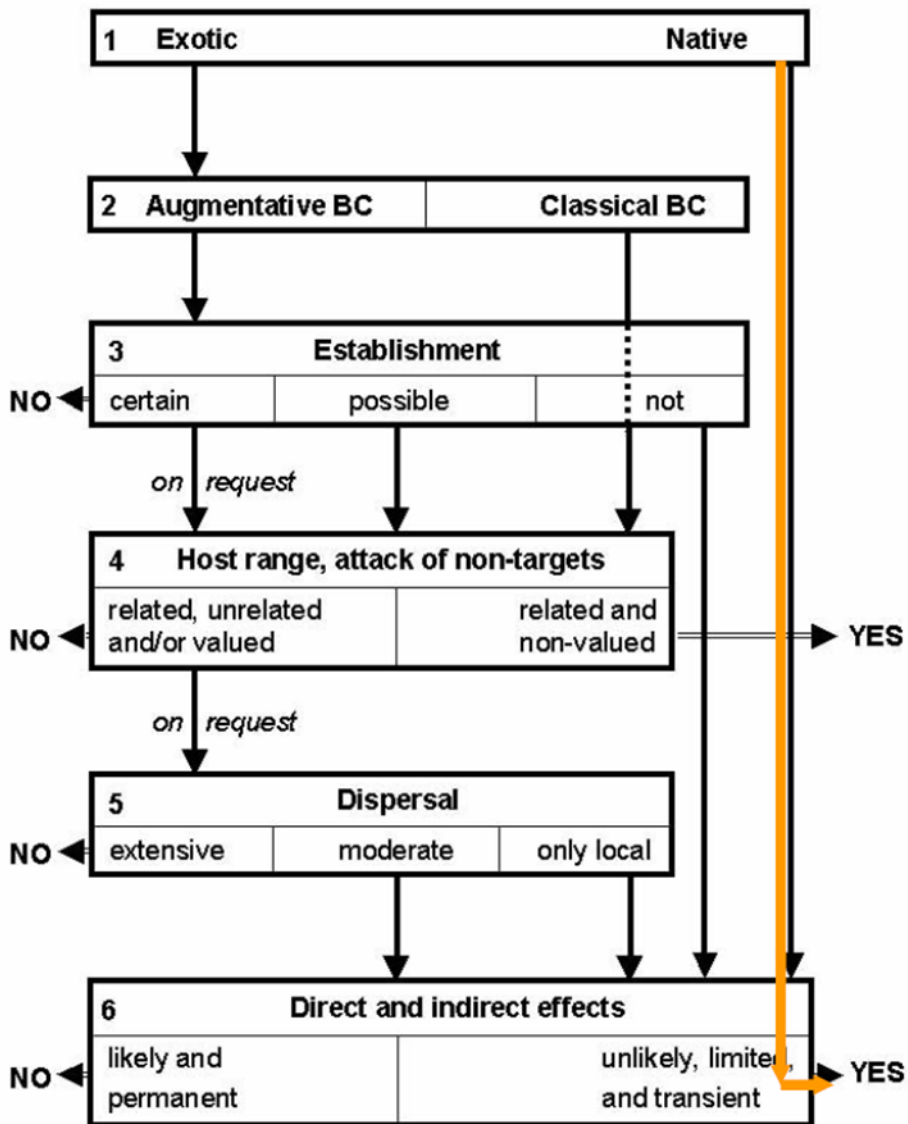 1 Exotic Native
2 Augmentative BC Classical BC
3 Establishment
NO certain possible not
on request
4 Host range, attack of non-targets
related, unrelated related and
NO and/or valued non-valued YES
on request
5 Dispersal
NO extensive moderate only local
6 Direct and indirect effects
likely and unlikely, limited,
NO permanent and transient YES